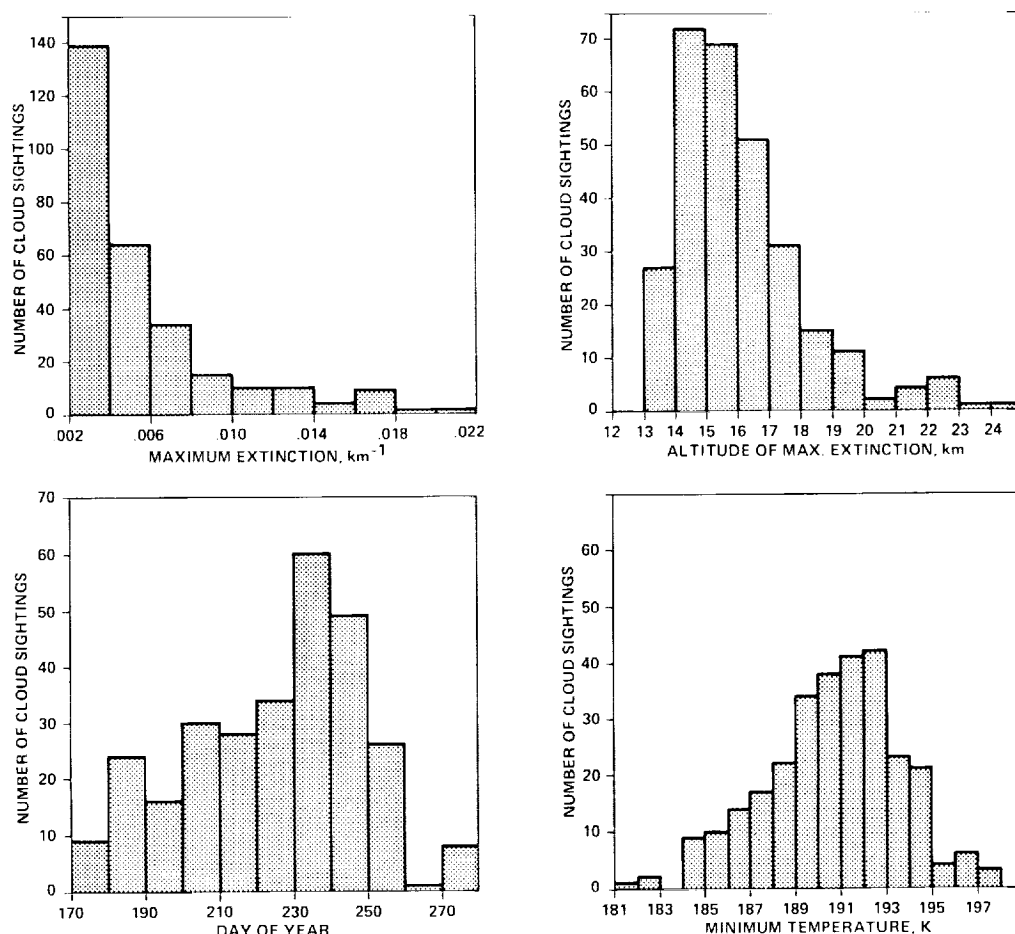 NUMBER OF CLOUD SIGHTINGS
140
120
100
80
60
40
20
0
.002 .006 .010 .014 .018 .022
MAXIMUM EXTINCTION, km-1
NUMBER OF CLOUD SIGHTINGS
70
60
50
40
30
20
10
0
12 13 14 15 16 17 18 19 20 21 22 23 24
ALTITUDE OF MAX. EXTINCTION, km
NUMBER OF CLOUD SIGHTINGS
70
60
50
40
30
20
10
0
170 190 210 230 250 270
DAY OF YEAR
NUMBER OF CLOUD SIGHTINGS
60
50
40
30
20
10
0
181 183 185 187 189 191 193 195 197
MINIMUM TEMPERATURE, K